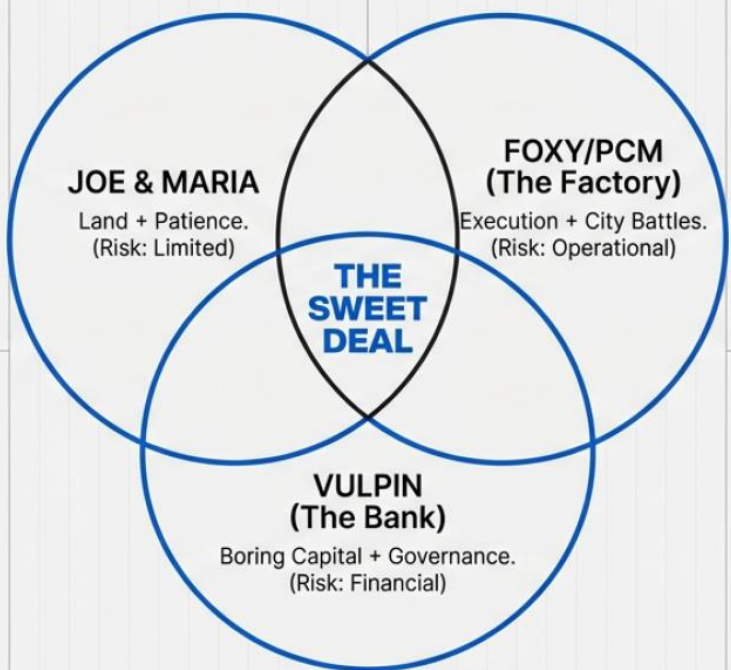 JOE & MARIA
Land + Patience.
(Risk: Limited)
FOXY/PCM
(The Factory)
Execution + City Battles.
(Risk: Operational)
THE
SWEET
DEAL
VULPIN
(The Bank)
Boring Capital + Governance.
(Risk: Financial)